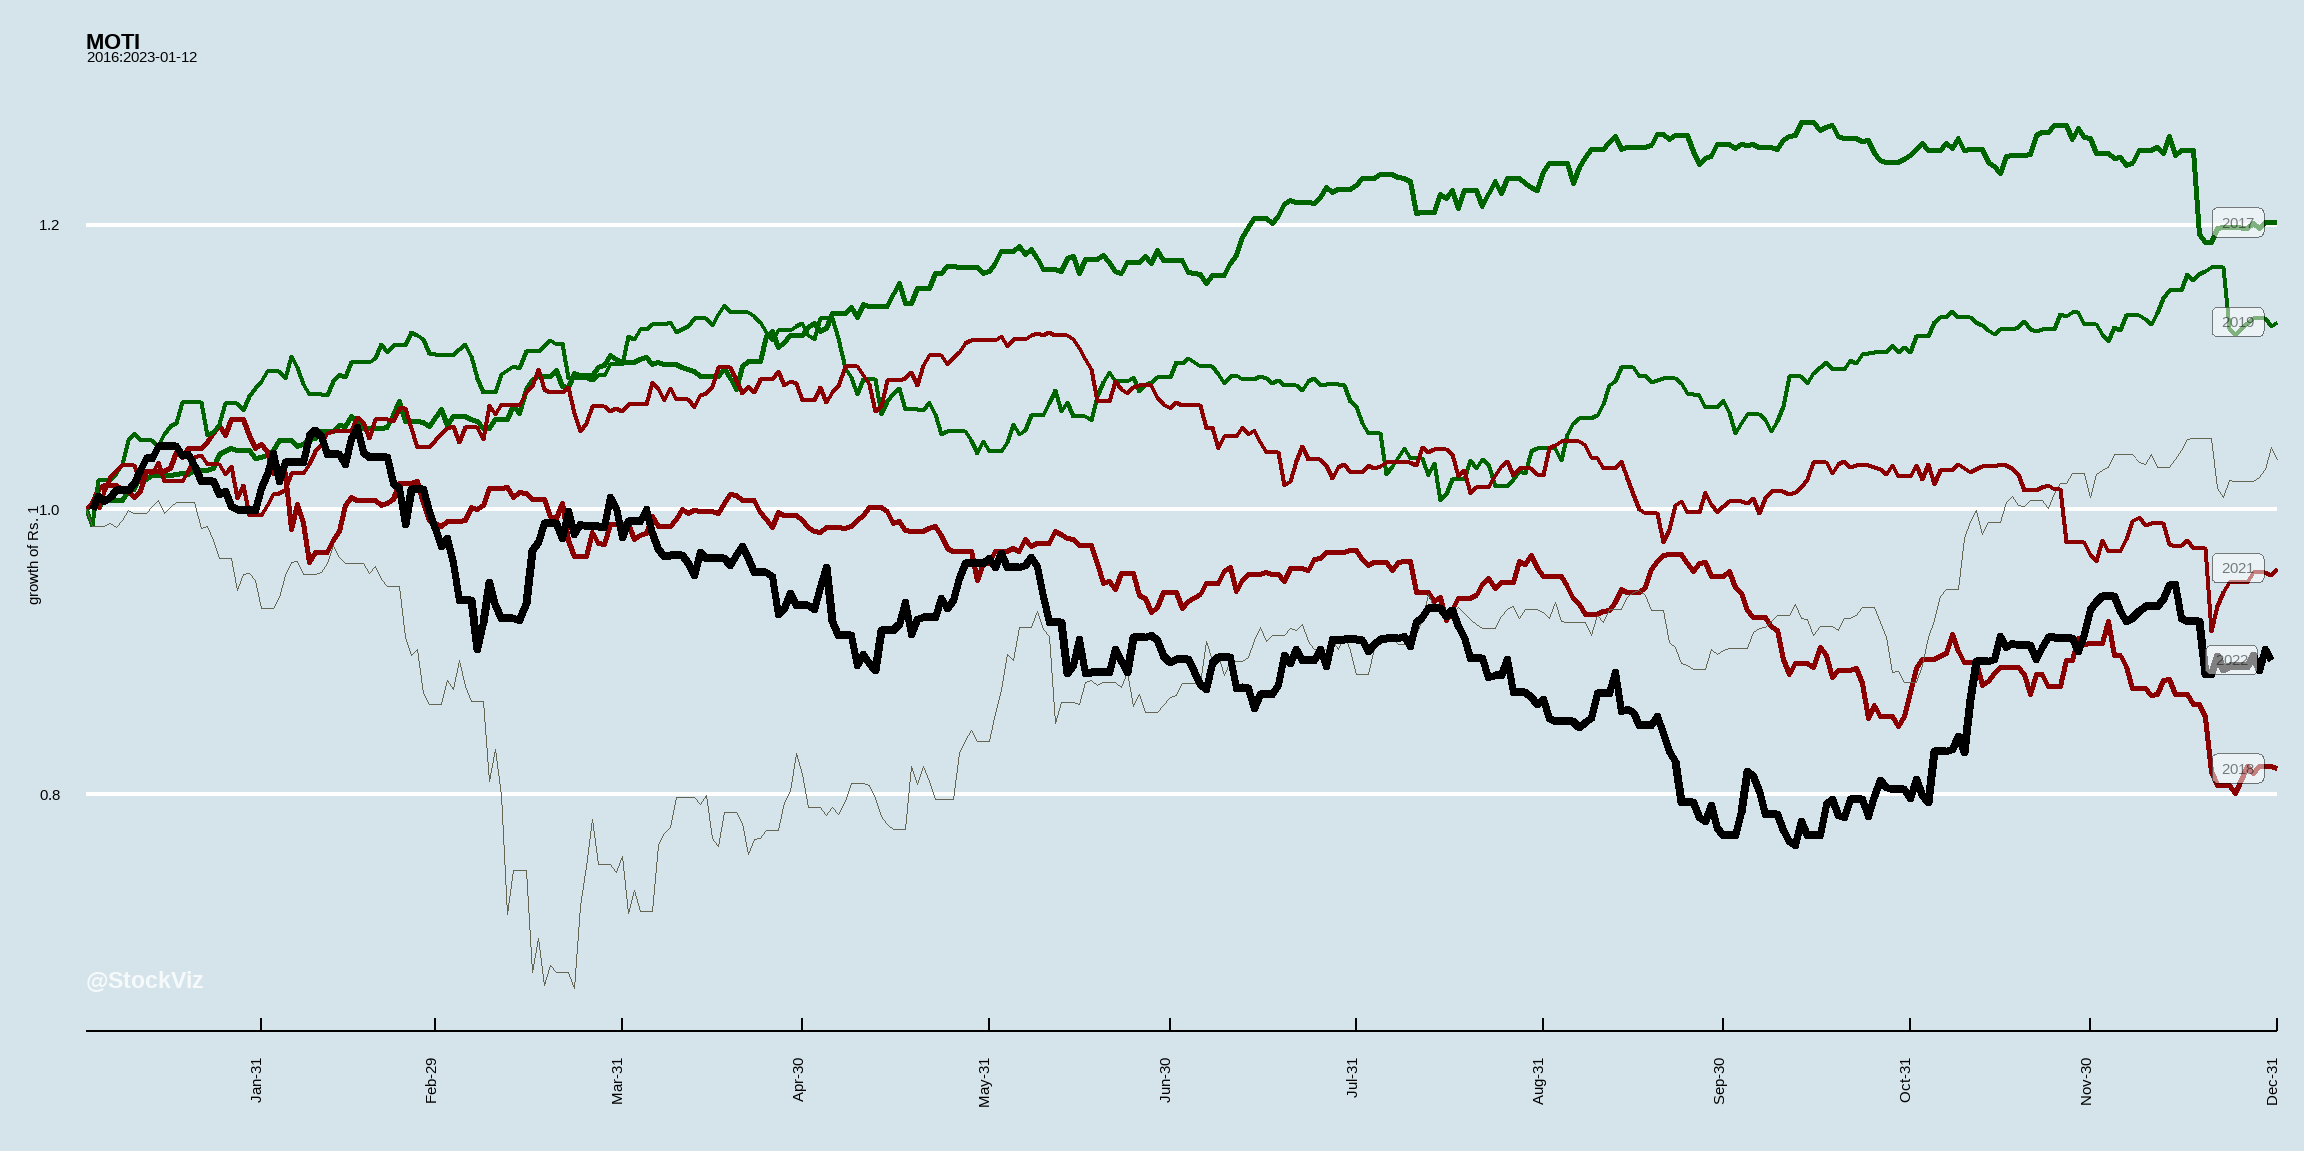 MOTI
2016:2023-01-12
growth of Rs. 1
1.2
1.0
0.8
2017
2019
2021
2022
2018
@StockViz
Jan-31
Feb-29
Mar-31
Apr-30
May-31
Jun-30
Jul-31
Aug-31
Sep-30
Oct-31
Nov-30
Dec-31